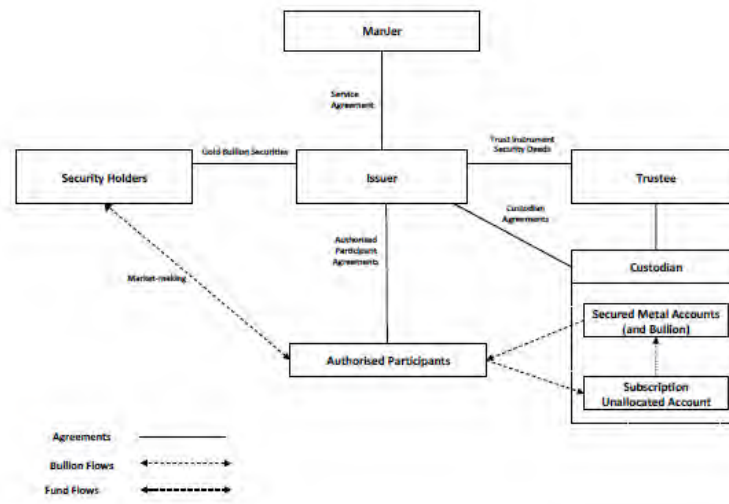 ManJer
Service
Agreement
Gold Bullion Securities
Trust Instrument
Security Deeds
Security Holders
Issuer
Trustee
Custodian
Agreements
Authorised
Participant
Agreements
Custodian
Market-making
Secured Metal Accounts
(and Bullion)
Authorised Participants
Subscription
Unallocated Account
Agreements
Bullion Flows
Fund Flows